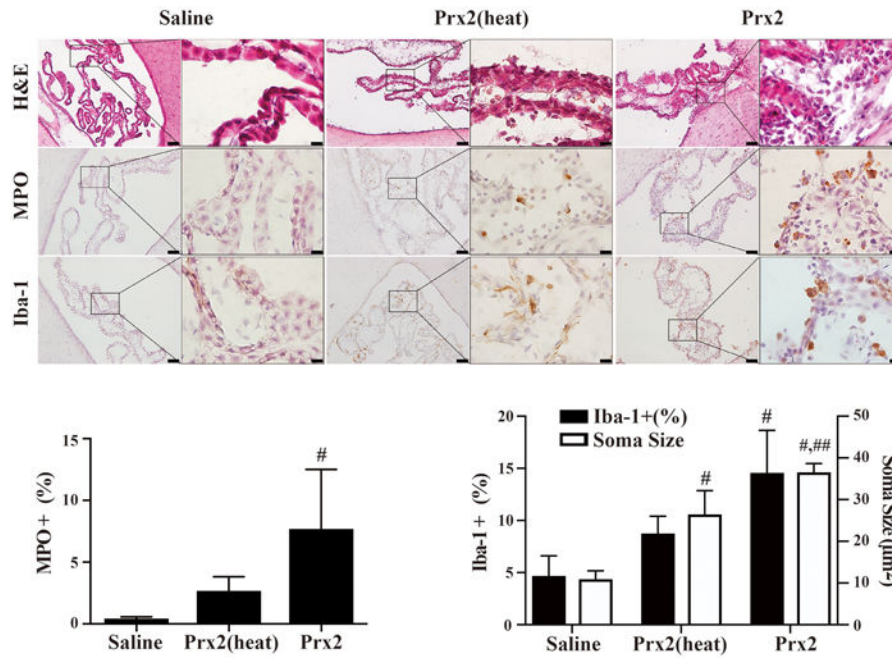 Saline Prx2(heat) Prx2
H&E
MPO
Iba-1
15
10
5
0
MPO+ (%)
#
Saline Prx2(heat) Prx2
Iba-1+(%)
Soma Size
20
15
10
5
0
Iba-1+ (%)
#
#
#,##
50
40
30
20
10
0
Soma Size (μm²)
Saline Prx2(heat) Prx2